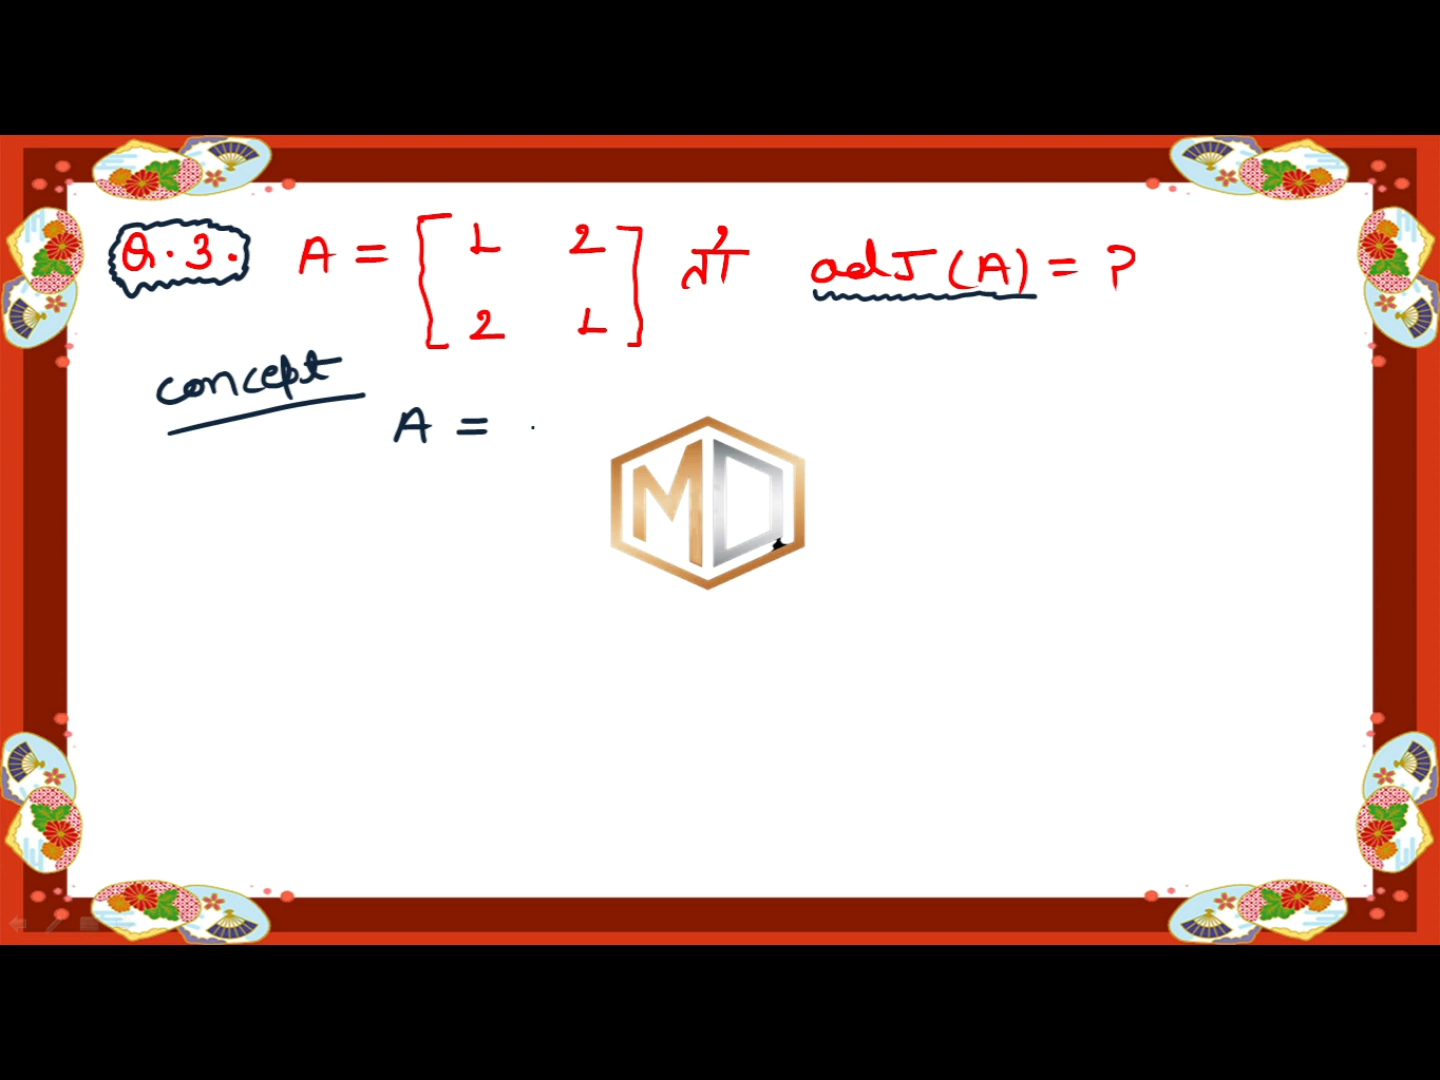 Q.3. A = [ 1 2 तो adJ (A) = ?
2 1 ]
concept
A =
MD